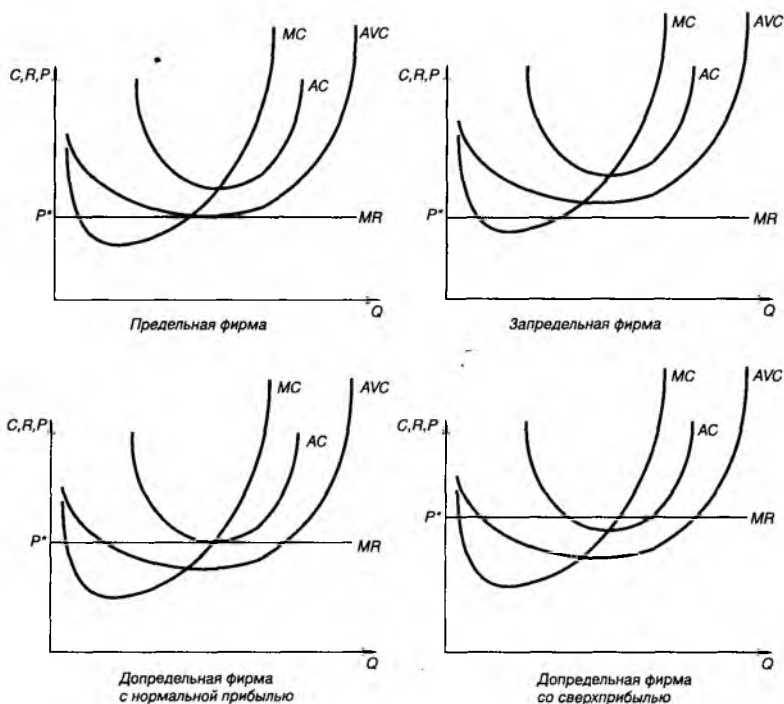 MC
AVC
C,R,P
AC
P*
MR
Q
Предельная фирма
MC
AVC
C,R,P
AC
P*
MR
Q
Запредельная фирма
MC
AVC
C,R,P
AC
P*
MR
Q
Допредельная фирма
с нормальной прибылью
MC
AVC
C,R,P
AC
P*
MR
Q
Допредельная фирма
со сверхприбылью